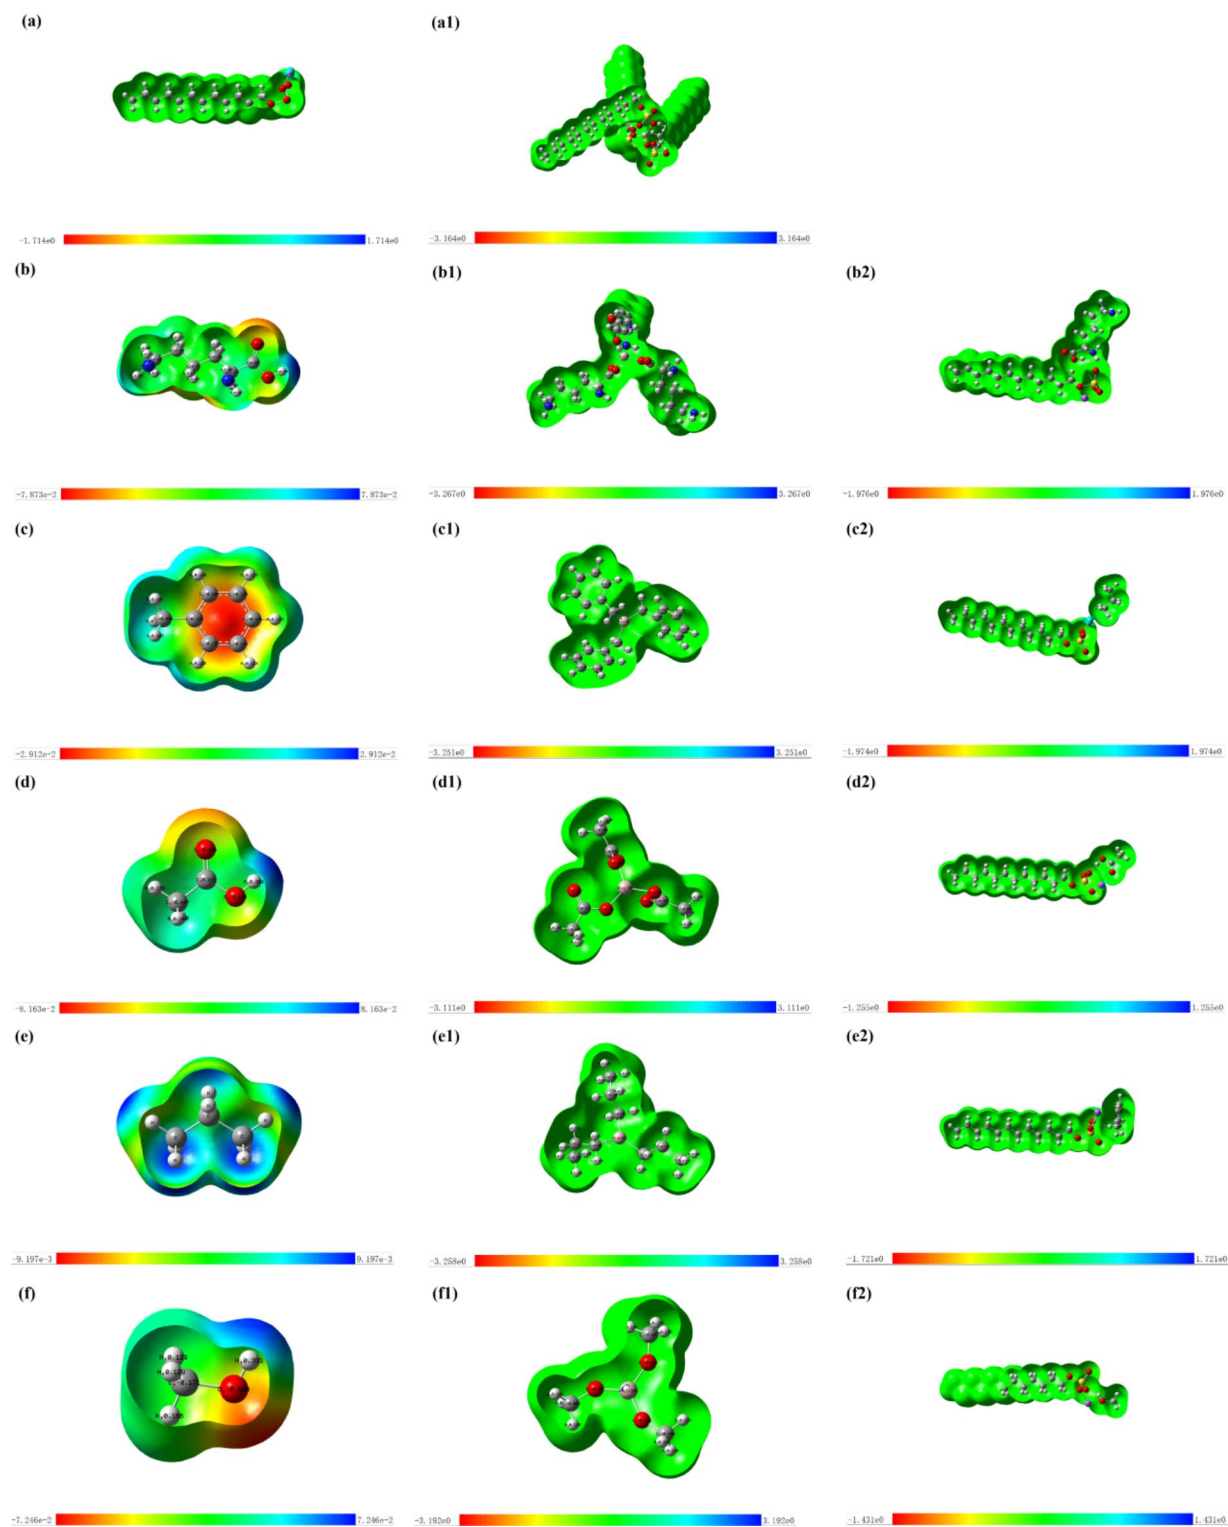 (a) (a1)
-1.714e0 1.714e0 -3.164e0 3.164e0
(b) (b1) (b2)
-7.873e-2 7.873e-2 -3.267e0 3.267e0 -1.976e0 1.976e0
(c) (c1) (c2)
-2.912e-2 2.912e-2 -3.251e0 3.251e0 -1.974e0 1.974e0
(d) (d1) (d2)
-8.163e-2 8.163e-2 -3.111e0 3.111e0 -1.255e0 1.255e0
(e) (e1) (e2)
-9.197e-3 9.197e-3 -3.258e0 3.258e0 -1.721e0 1.721e0
(f) (f1) (f2)
-7.246e-2 7.246e-2 -3.192e0 3.192e0 -1.431e0 1.431e0